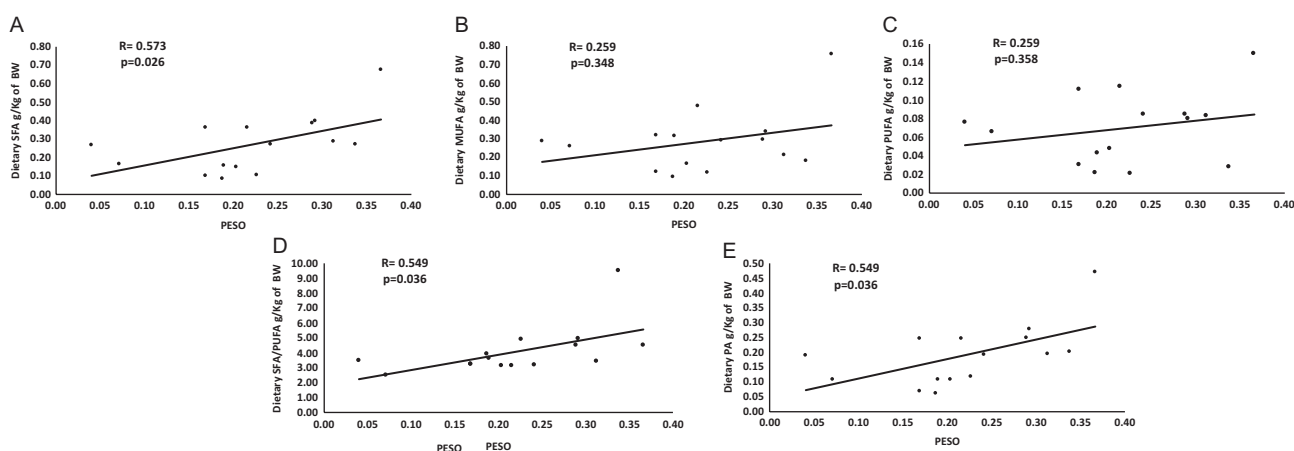 A
R= 0.573
p=0.026
Dietary SFA g/Kg of BW
0.80
0.70
0.60
0.50
0.40
0.30
0.20
0.10
0.00
0.00 0.05 0.10 0.15 0.20 0.25 0.30 0.35 0.40
PESO
B
R= 0.259
p=0.348
Dietary MUFA g/Kg of BW
0.80
0.70
0.60
0.50
0.40
0.30
0.20
0.10
0.00
0.00 0.05 0.10 0.15 0.20 0.25 0.30 0.35 0.40
PESO
C
R= 0.259
p=0.358
Dietary PUFA g/Kg of BW
0.16
0.14
0.12
0.10
0.08
0.06
0.04
0.02
0.00
0.00 0.05 0.10 0.15 0.20 0.25 0.30 0.35 0.40
D
R= 0.549
p=0.036
Dietary SFA/PUFA g/Kg of BW
10.00
9.00
8.00
7.00
6.00
5.00
4.00
3.00
2.00
1.00
0.00
0.00 0.05 0.10 0.15 0.20 0.25 0.30 0.35 0.40
PESO PESO
E
R= 0.549
p=0.036
Dietary PA g/Kg of BW
0.50
0.45
0.40
0.35
0.30
0.25
0.20
0.15
0.10
0.05
0.00
0.00 0.05 0.10 0.15 0.20 0.25 0.30 0.35 0.40
PESO